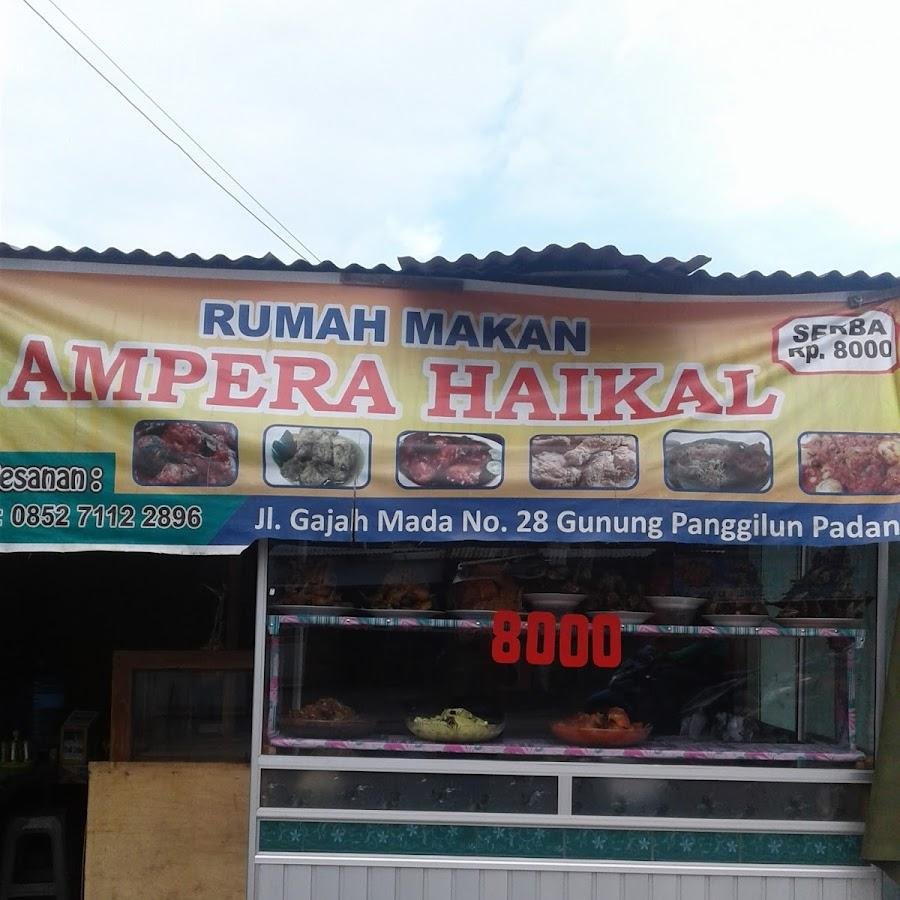 RUMAH MAKAN
AMPERA HAIKAL
SERBA
Rp. 8000
esanan :
: 0852 7112 2896
Jl. Gajah Mada No. 28 Gunung Panggilun Padan
8000